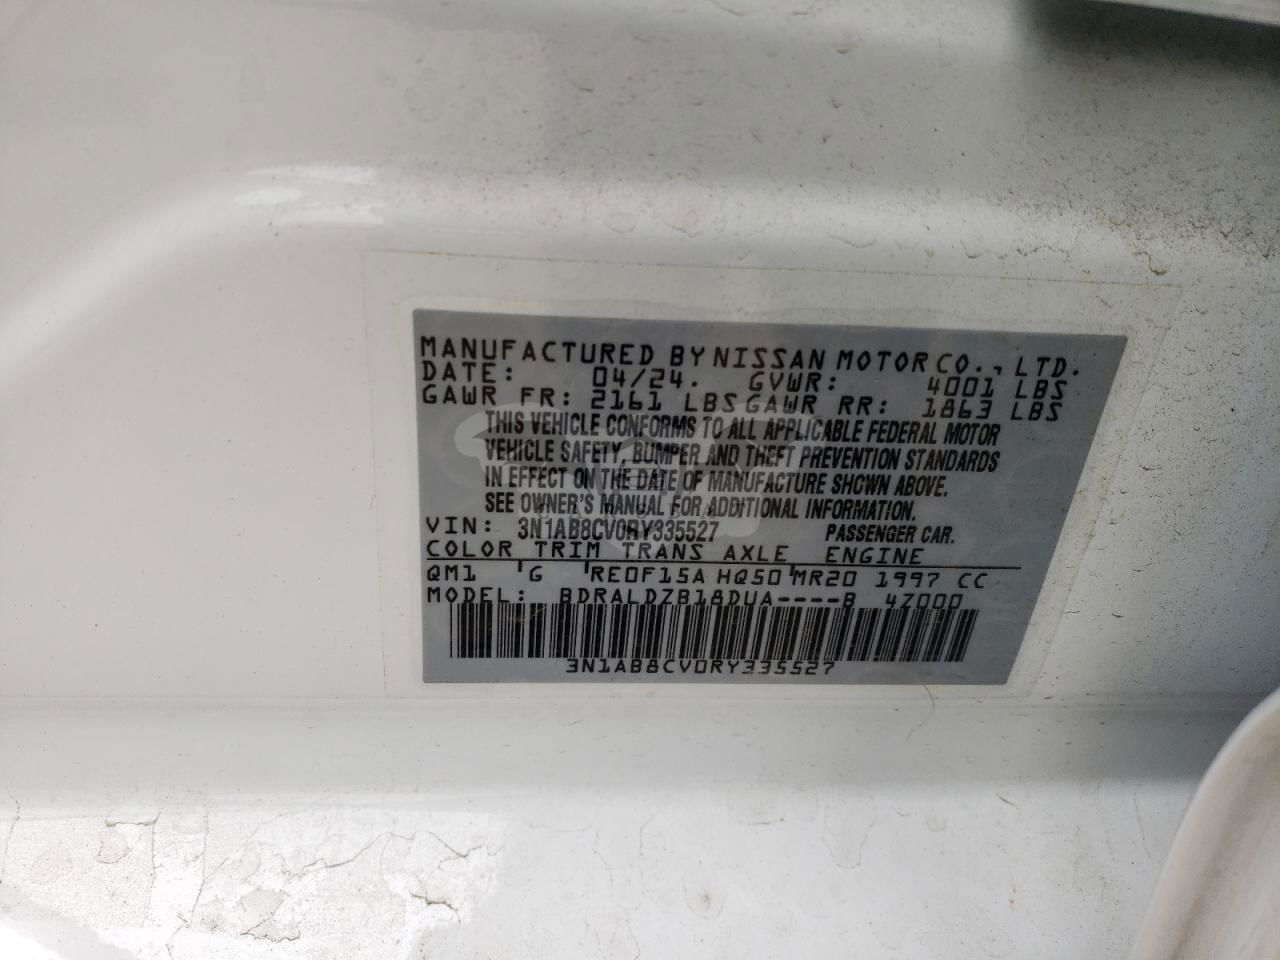 MANUFACTURED BY NISSAN MOTOR CO., LTD.
DATE: 04/24. GVWR: 4001 LBS
GAWR FR: 2161 LBS GAWR RR: 1863 LBS
THIS VEHICLE CONFORMS TO ALL APPLICABLE FEDERAL MOTOR
VEHICLE SAFETY, BUMPER AND THEFT PREVENTION STANDARDS
IN EFFECT ON THE DATE OF MANUFACTURE SHOWN ABOVE.
SEE OWNER'S MANUAL FOR ADDITIONAL INFORMATION.
VIN: 3N1AB8CV0RY335527 PASSENGER CAR.
COLOR TRIM TRANS AXLE ENGINE
QM1 G RE0F15A HQ50 MR20 1997 CC
MODEL: BDRALDZB18DUA----B 47000
3N1AB8CV0RY335527